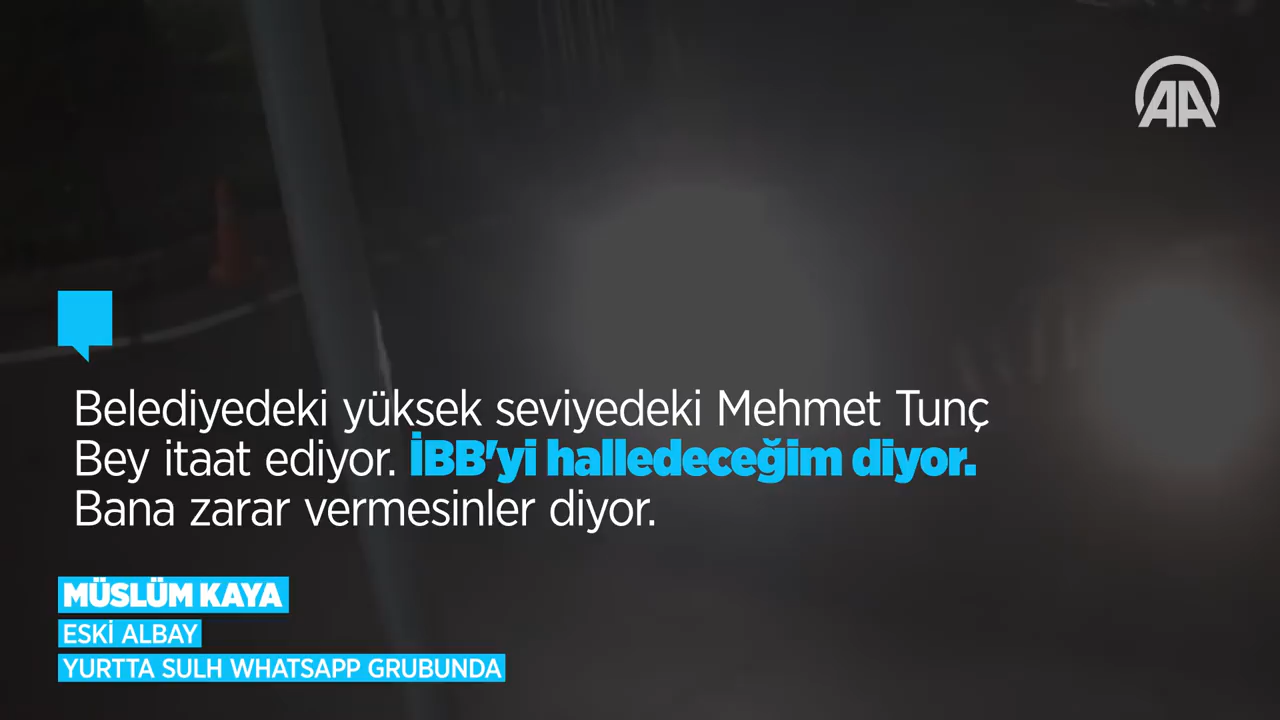 AA
Belediyedeki yüksek seviyedeki Mehmet Tunç
Bey itaat ediyor. İBB'yi halledeceğim diyor.
Bana zarar vermesinler diyor.
MÜSLÜM KAYA
ESKİ ALBAY
YURTTA SULH WHATSAPP GRUBUNDA